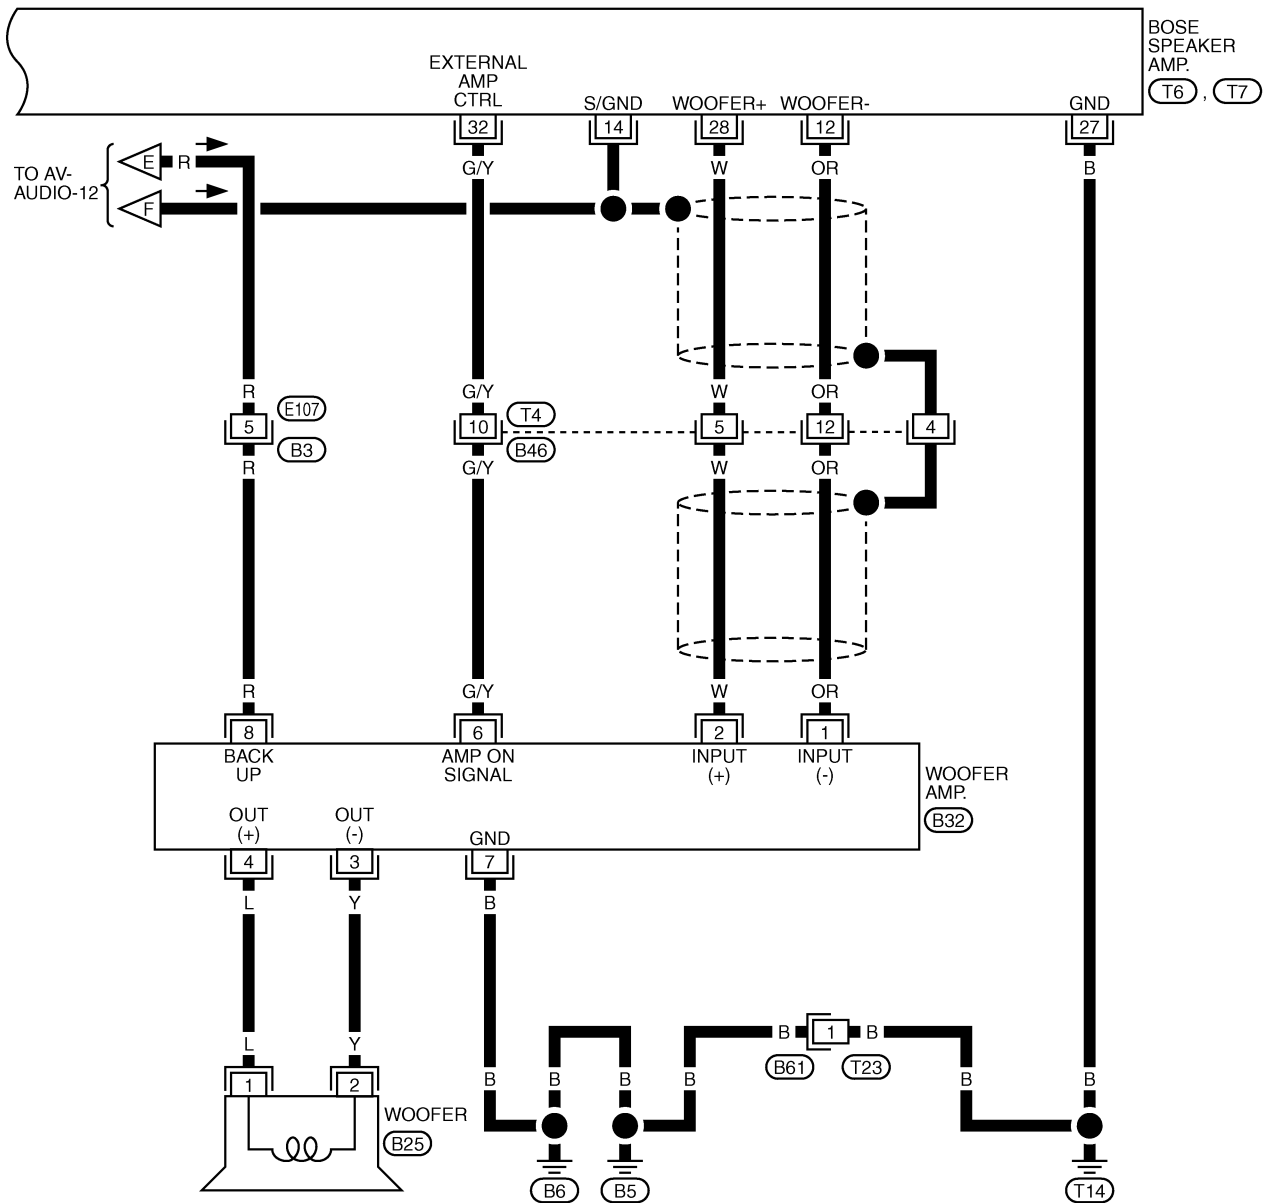 BOSE
SPEAKER
AMP.
T6 , T7
EXTERNAL
AMP
CTRL
S/GND
WOOFER+
WOOFER-
GND
32
14
28
12
27
TO AV-
AUDIO-12
E
R
F
G/Y
W
OR
B
R
G/Y
W
OR
5
E107
B3
10
T4
B46
5
12
4
R
G/Y
W
OR
R
G/Y
W
OR
8
6
2
1
BACK
UP
AMP ON
SIGNAL
INPUT
(+)
INPUT
(-)
WOOFER
AMP.
B32
OUT
(+)
OUT
(-)
GND
4
3
7
L
Y
B
L
Y
B
1
B
B61
T23
B
B
B
B
B
B
1
2
WOOFER
B25
B6
B5
T14